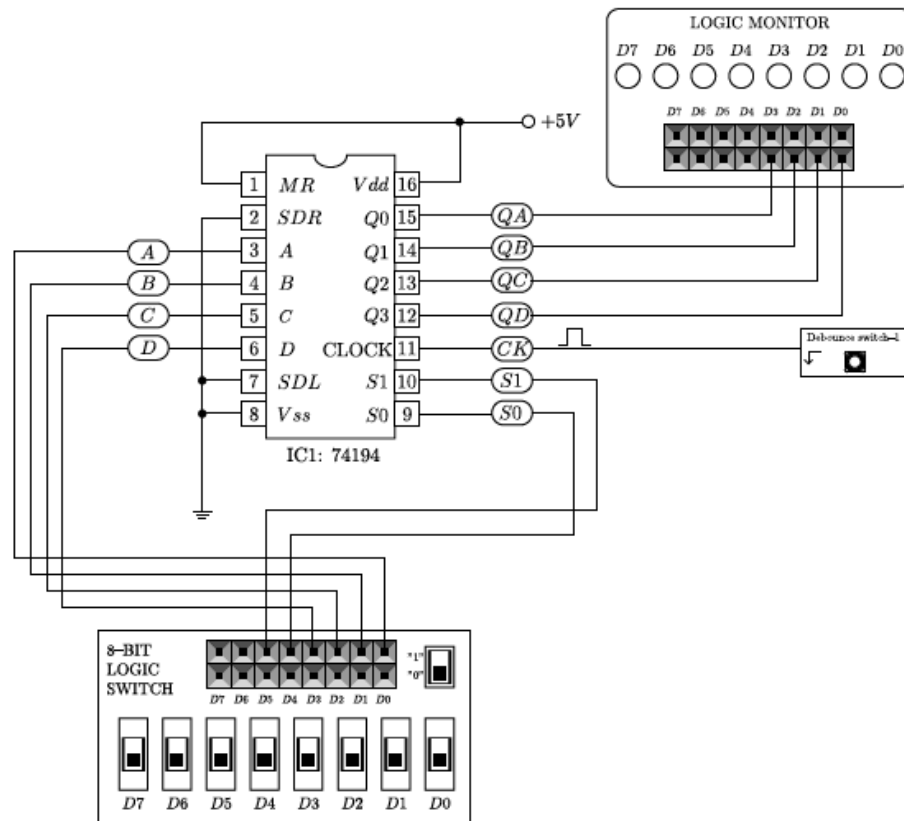 LOGIC MONITOR
D7 D6 D5 D4 D3 D2 D1 D0
D7 D6 D5 D4 D3 D2 D1 D0
+5V
1 MR Vdd 16
2 SDR Q0 15 QA
A 3 A Q1 14 QB
B 4 B Q2 13 QC
C 5 C Q3 12 QD
D 6 D CLOCK 11 CK
Debounce switch-1
7 SDL S1 10 S1
8 Vss S0 9 S0
IC1: 74194
8-BIT
LOGIC
SWITCH
"1"
"0"
D7 D6 D5 D4 D3 D2 D1 D0
D7 D6 D5 D4 D3 D2 D1 D0